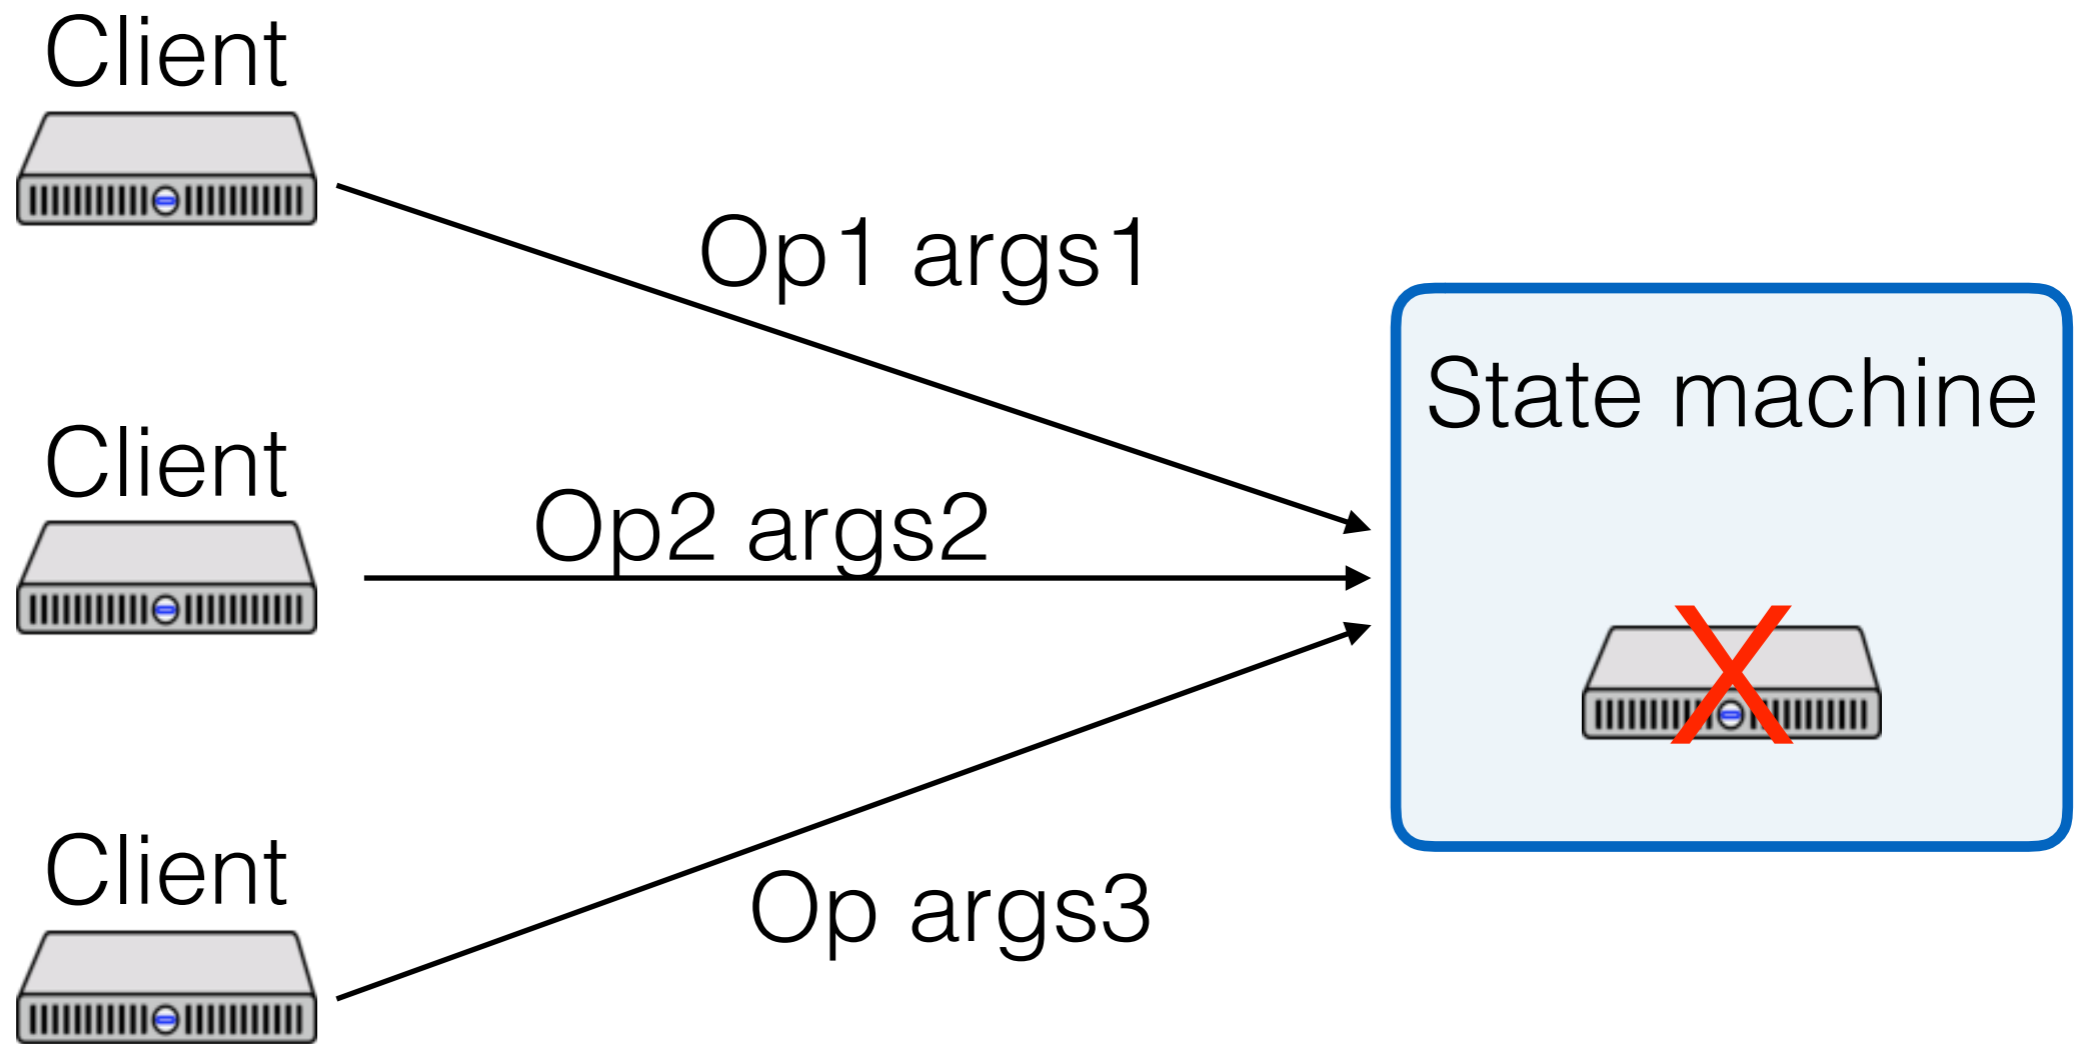 Client
Op1 args1
State machine
Client
Op2 args2
Client
Op args3